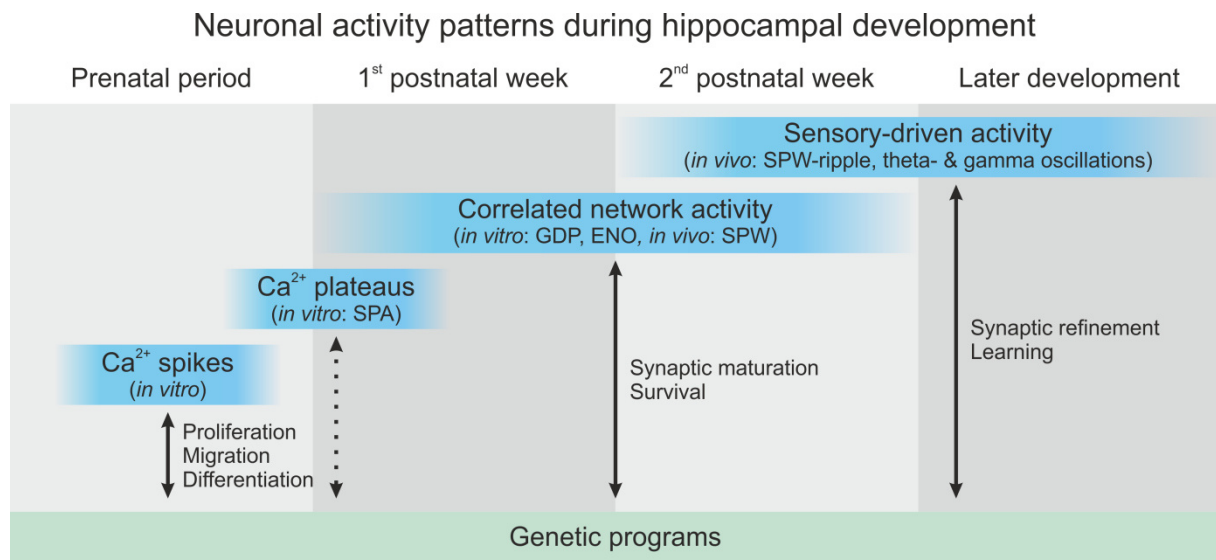 Neuronal activity patterns during hippocampal development
Prenatal period
1st postnatal week
2nd postnatal week
Later development
Sensory-driven activity
(in vivo: SPW-ripple, theta- & gamma oscillations)
Correlated network activity
(in vitro: GDP, ENO, in vivo: SPW)
Ca2+ plateaus
(in vitro: SPA)
Ca2+ spikes
(in vitro)
Proliferation
Migration
Differentiation
Synaptic maturation
Survival
Synaptic refinement
Learning
Genetic programs